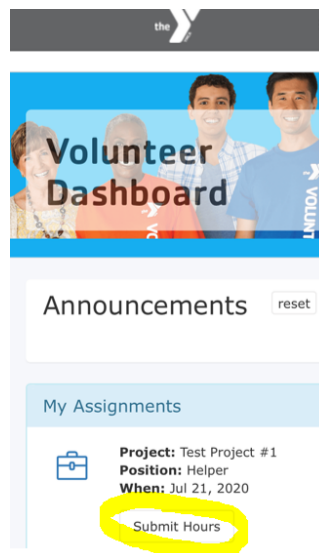 the
Volunteer
Dashboard
VOLUNT
Announcements
reset
My Assignments
Project: Test Project #1
Position: Helper
When: Jul 21, 2020
Submit Hours